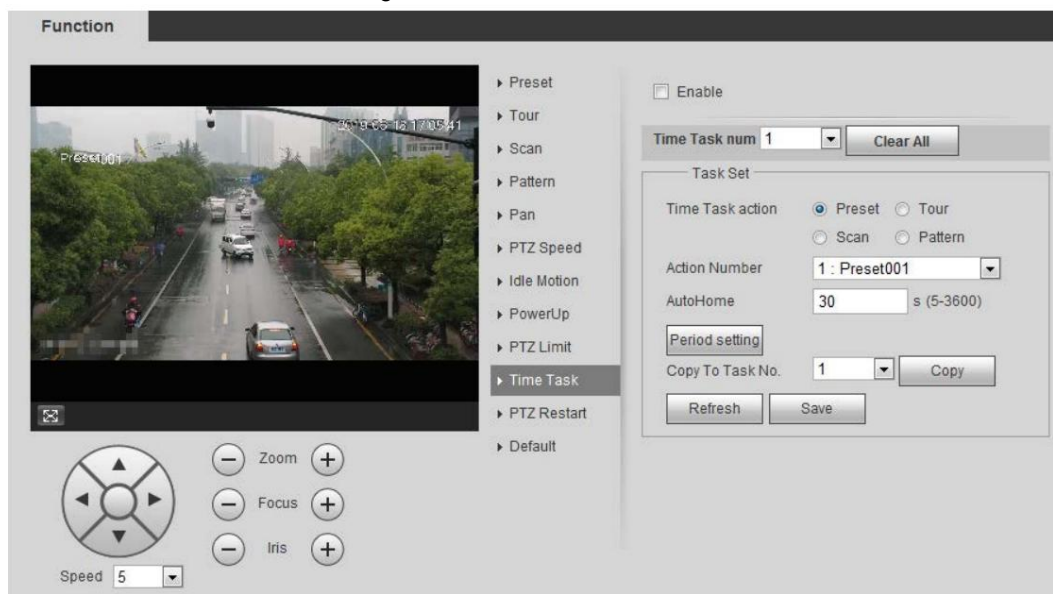 Function
Preset001
Preset
Tour
Scan
Pattern
Pan
PTZ Speed
Idle Motion
PowerUp
PTZ Limit
Time Task
PTZ Restart
Default
Enable
Time Task num 1 Clear All
Task Set
Time Task action Preset Tour
Scan Pattern
Action Number 1 : Preset001
AutoHome 30 s (5-3600)
Period setting
Copy To Task No. 1 Copy
Refresh Save
Zoom
Focus
Iris
Speed 5